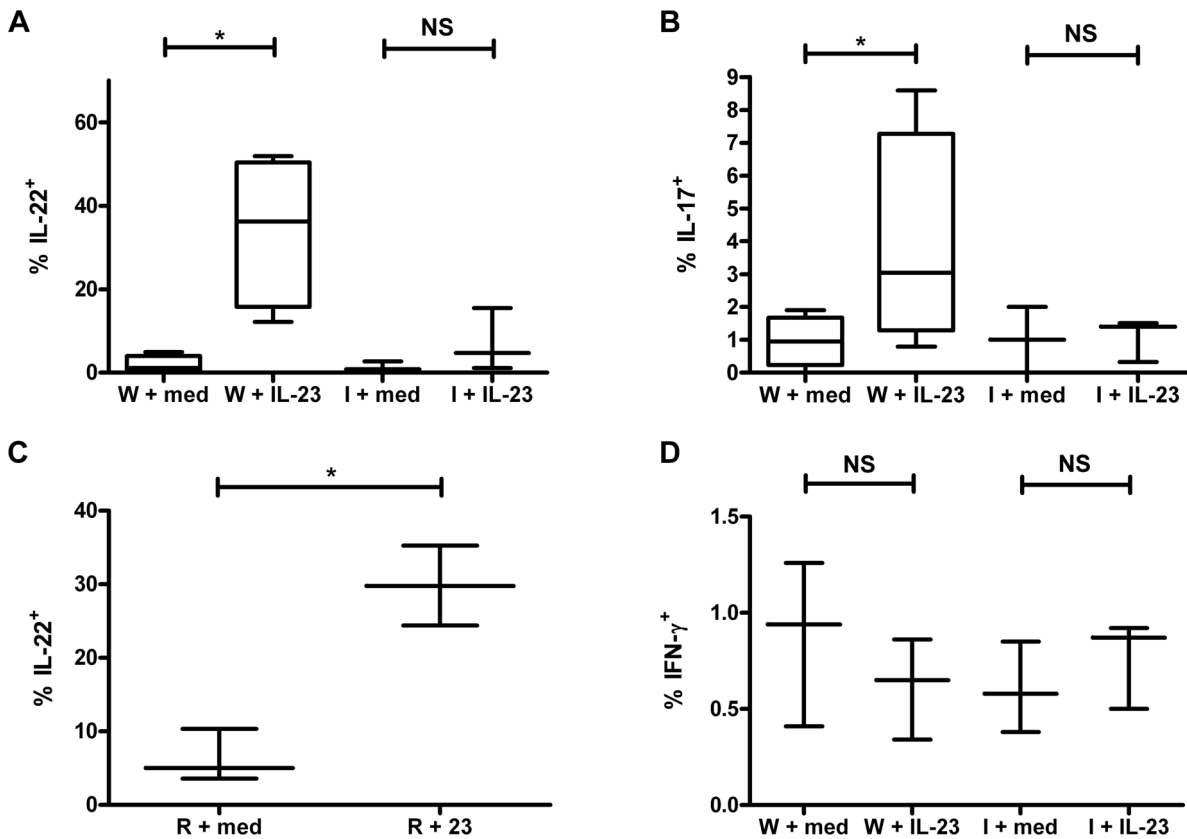 A
*
NS
% IL-22⁺
60
40
20
0
W + med W + IL-23 I + med I + IL-23
B
*
NS
% IL-17⁺
9
8
7
6
5
4
3
2
1
0
W + med W + IL-23 I + med I + IL-23
C
*
% IL-22⁺
40
30
20
10
0
R + med R + 23
D
NS
NS
% IFN-γ⁺
1.5
1.0
0.5
0.0
W + med W + IL-23 I + med I + IL-23